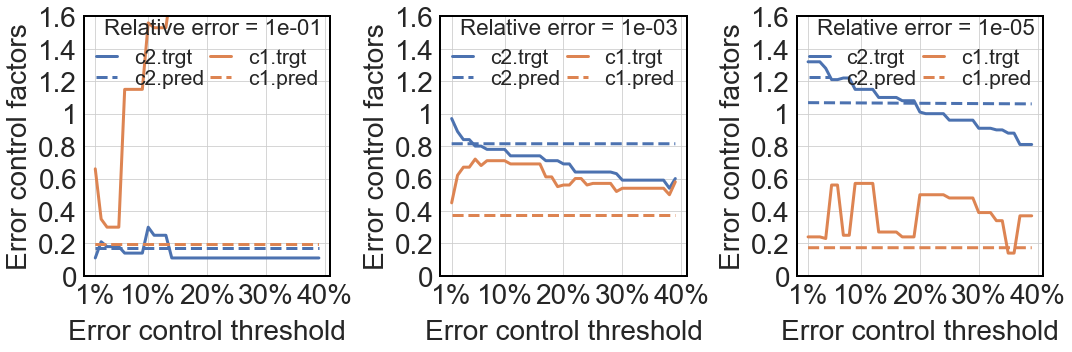 Relative error = 1e-01
c2.trgt c1.trgt
c2.pred c1.pred
Error control factors
1.6
1.4
1.2
1
0.8
0.6
0.4
0.2
0
1% 10% 20% 30% 40%
Error control threshold
Relative error = 1e-03
c2.trgt c1.trgt
c2.pred c1.pred
Error control factors
1.6
1.4
1.2
1
0.8
0.6
0.4
0.2
0
1% 10% 20% 30% 40%
Error control threshold
Relative error = 1e-05
c2.trgt c1.trgt
c2.pred c1.pred
Error control factors
1.6
1.4
1.2
1
0.8
0.6
0.4
0.2
0
1% 10% 20% 30% 40%
Error control threshold